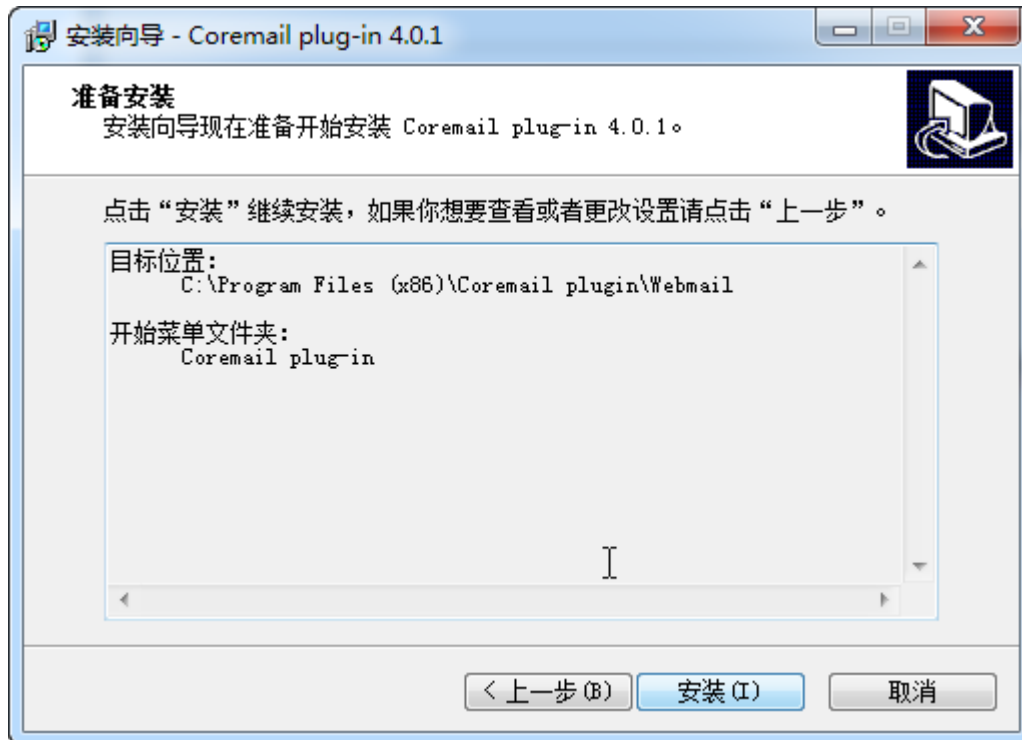 安装向导 - Coremail plug-in 4.0.1
准备安装
安装向导现在准备开始安装 Coremail plug-in 4.0.1。
点击“安装”继续安装，如果你想要查看或者更改设置请点击“上一步”。
目标位置：
C:\Program Files (x86)\Coremail plugin\Webmail
开始菜单文件夹：
Coremail plug-in
< 上一步(B) 安装(I) 取消